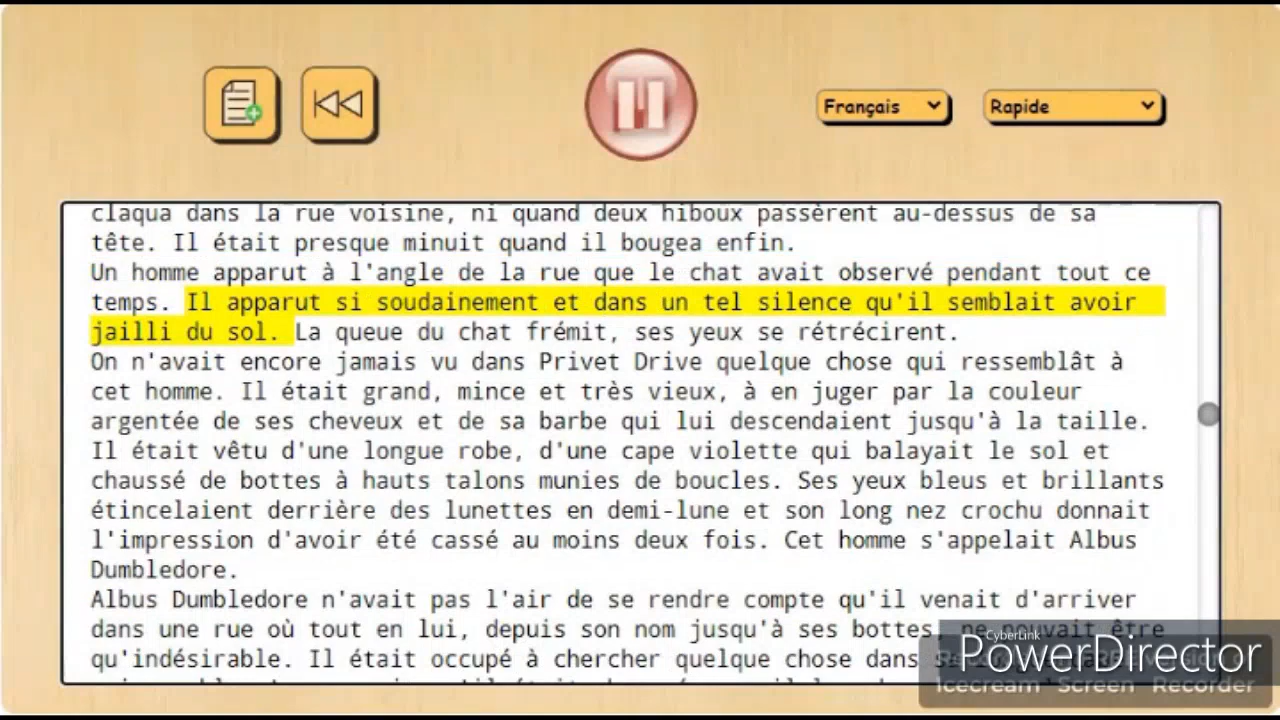 Français
Rapide
claqua dans la rue voisine, ni quand deux hiboux passèrent au-dessus de sa
tête. Il était presque minuit quand il bougea enfin.
Un homme apparut à l'angle de la rue que le chat avait observé pendant tout ce
temps. Il apparut si soudainement et dans un tel silence qu'il semblait avoir
jailli du sol. La queue du chat frémit, ses yeux se rétrécirent.
On n'avait encore jamais vu dans Privet Drive quelque chose qui ressemblât à
cet homme. Il était grand, mince et très vieux, à en juger par la couleur
argentée de ses cheveux et de sa barbe qui lui descendaient jusqu'à la taille.
Il était vêtu d'une longue robe, d'une cape violette qui balayait le sol et
chaussé de bottes à hauts talons munies de boucles. Ses yeux bleus et brillants
étincelaient derrière des lunettes en demi-lune et son long nez crochu donnait
l'impression d'avoir été cassé au moins deux fois. Cet homme s'appelait Albus
Dumbledore.
Albus Dumbledore n'avait pas l'air de se rendre compte qu'il venait d'arriver
dans une rue où tout en lui, depuis son nom jusqu'à ses bottes, ne pouvait être
qu'indésirable. Il était occupé à chercher quelque chose dans
CyberLink
PowerDirector
Icecream Screen Recorder